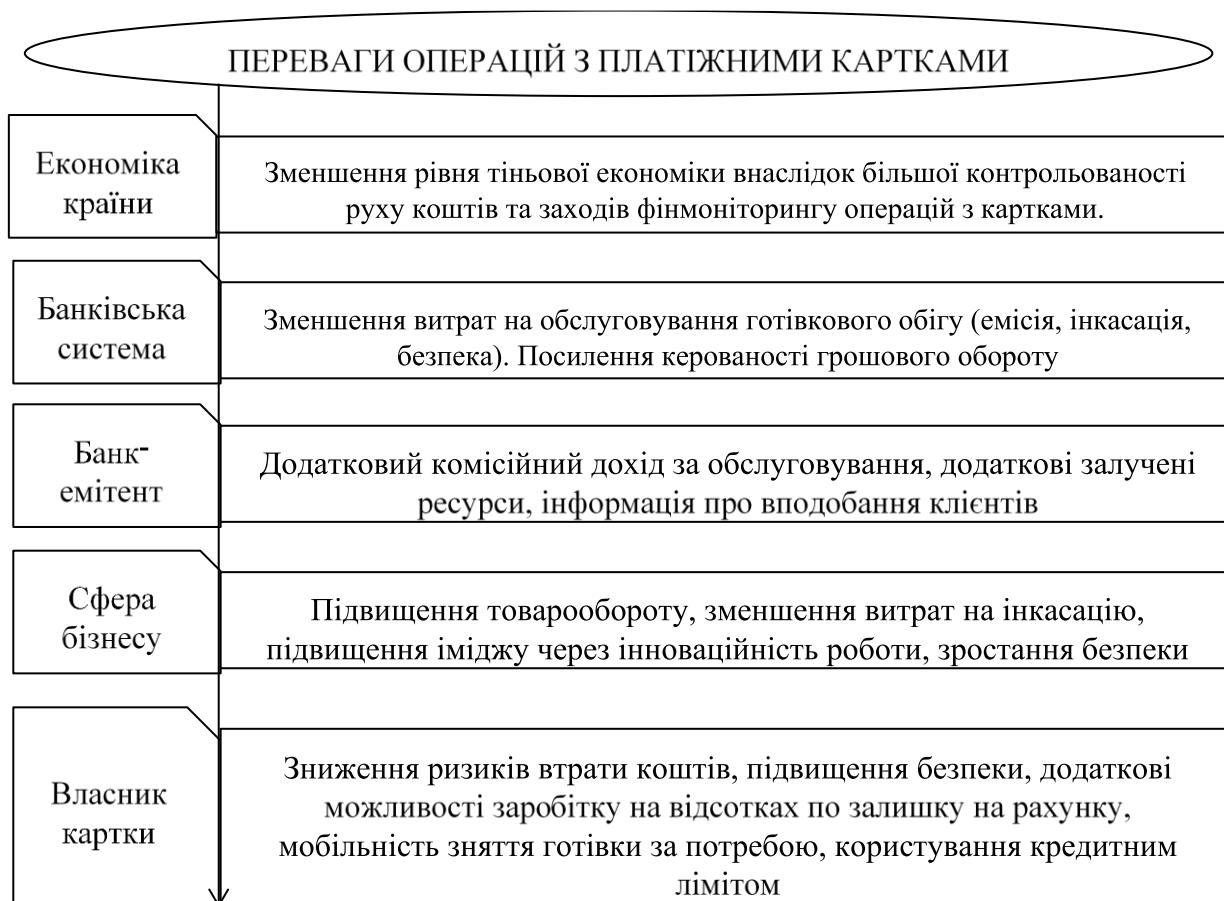 ПЕРЕВАГИ ОПЕРАЦІЙ З ПЛАТІЖНИМИ КАРТКАМИ
Економіка
країни
Зменшення рівня тіньової економіки внаслідок більшої контрольованості
руху коштів та заходів фінмоніторингу операцій з картками.
Банківська
система
Зменшення витрат на обслуговування готівкового обігу (емісія, інкасація,
безпека). Посилення керованості грошового обороту
Банк-
емітент
Додатковий комісійний дохід за обслуговування, додаткові залучені
ресурси, інформація про вподобання клієнтів
Сфера
бізнесу
Підвищення товарообороту, зменшення витрат на інкасацію,
підвищення іміджу через інноваційність роботи, зростання безпеки
Власник
картки
Зниження ризиків втрати коштів, підвищення безпеки, додаткові
можливості заробітку на відсотках по залишку на рахунку,
мобільність зняття готівки за потребою, користування кредитним
лімітом